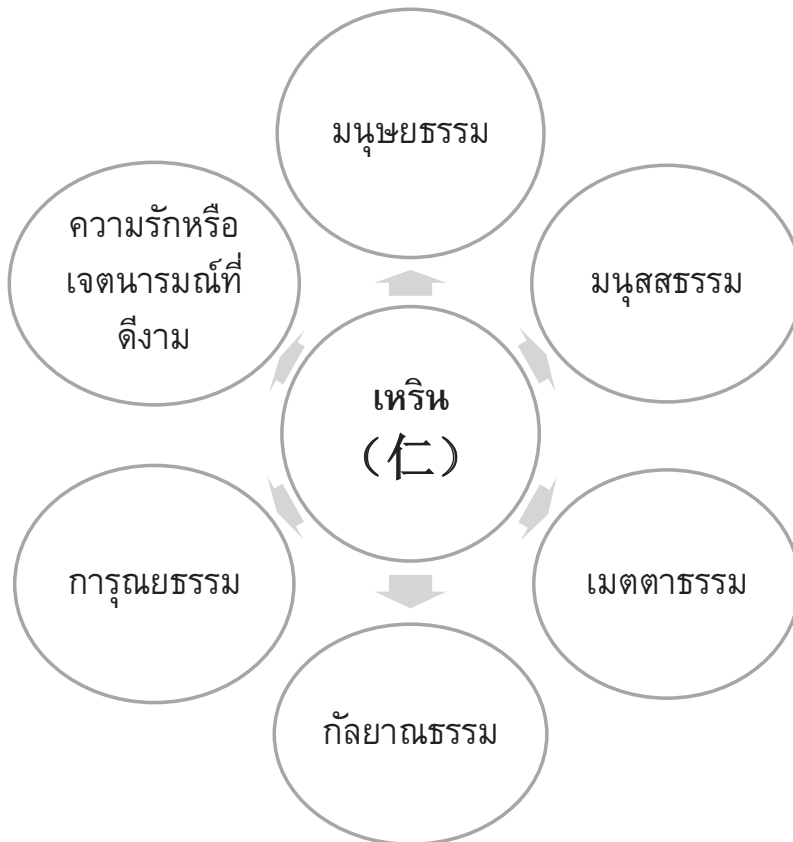 มนุษยธรรม
ความรักหรือ
เจตนารมณ์ที่
ดีงาม
มนุสสธรรม
เหริน
(仁)
การุณยธรรม
เมตตาธรรม
กัลยาณธรรม